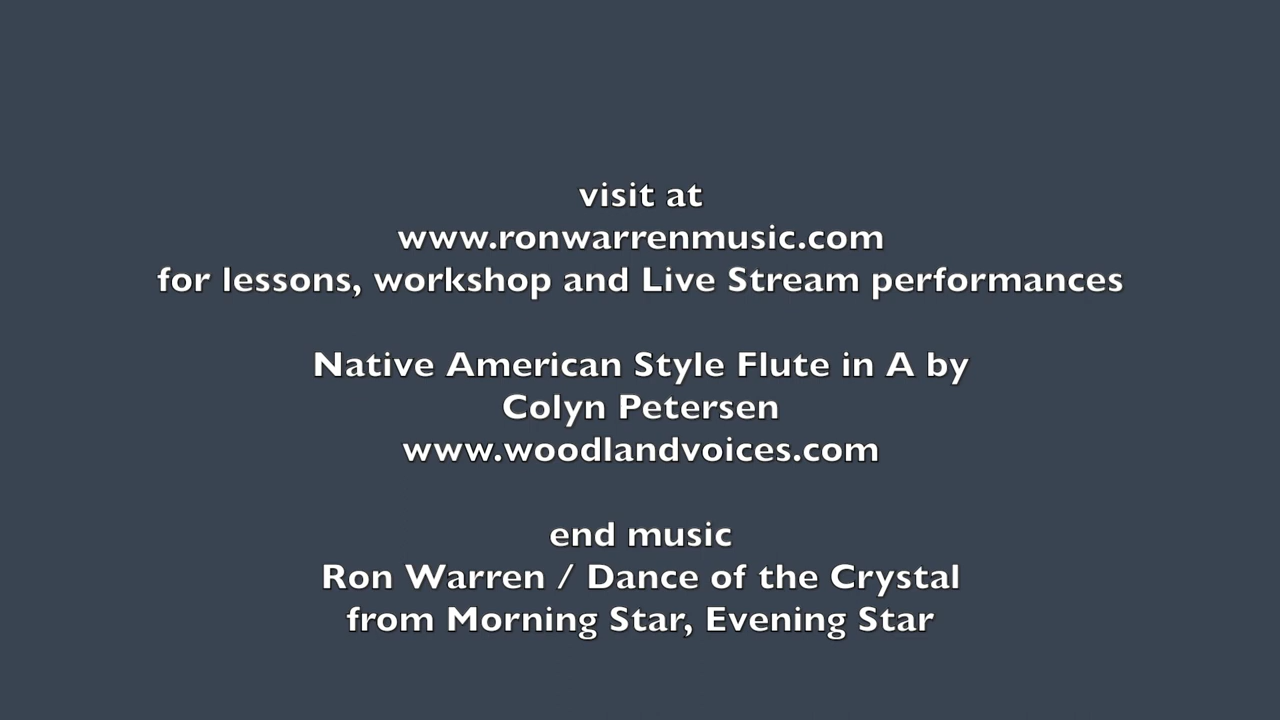 visit at
www.ronwarrenmusic.com
for lessons, workshop and Live Stream performances
Native American Style Flute in A by
Colyn Petersen
www.woodlandvoices.com
end music
Ron Warren / Dance of the Crystal
from Morning Star, Evening Star